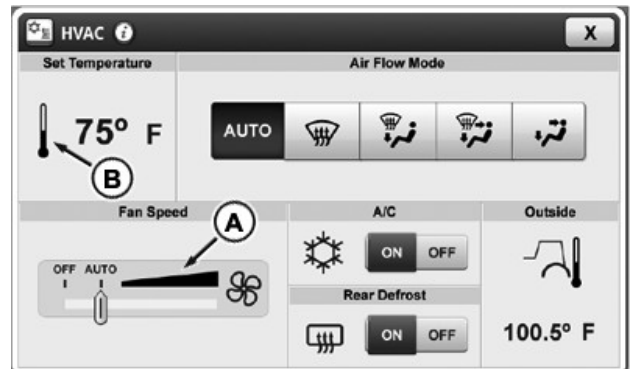 HVAC i
X
Set Temperature
Air Flow Mode
75° F
AUTO
B
Fan Speed
A
A/C
Outside
OFF AUTO
ON OFF
Rear Defrost
ON OFF
100.5° F